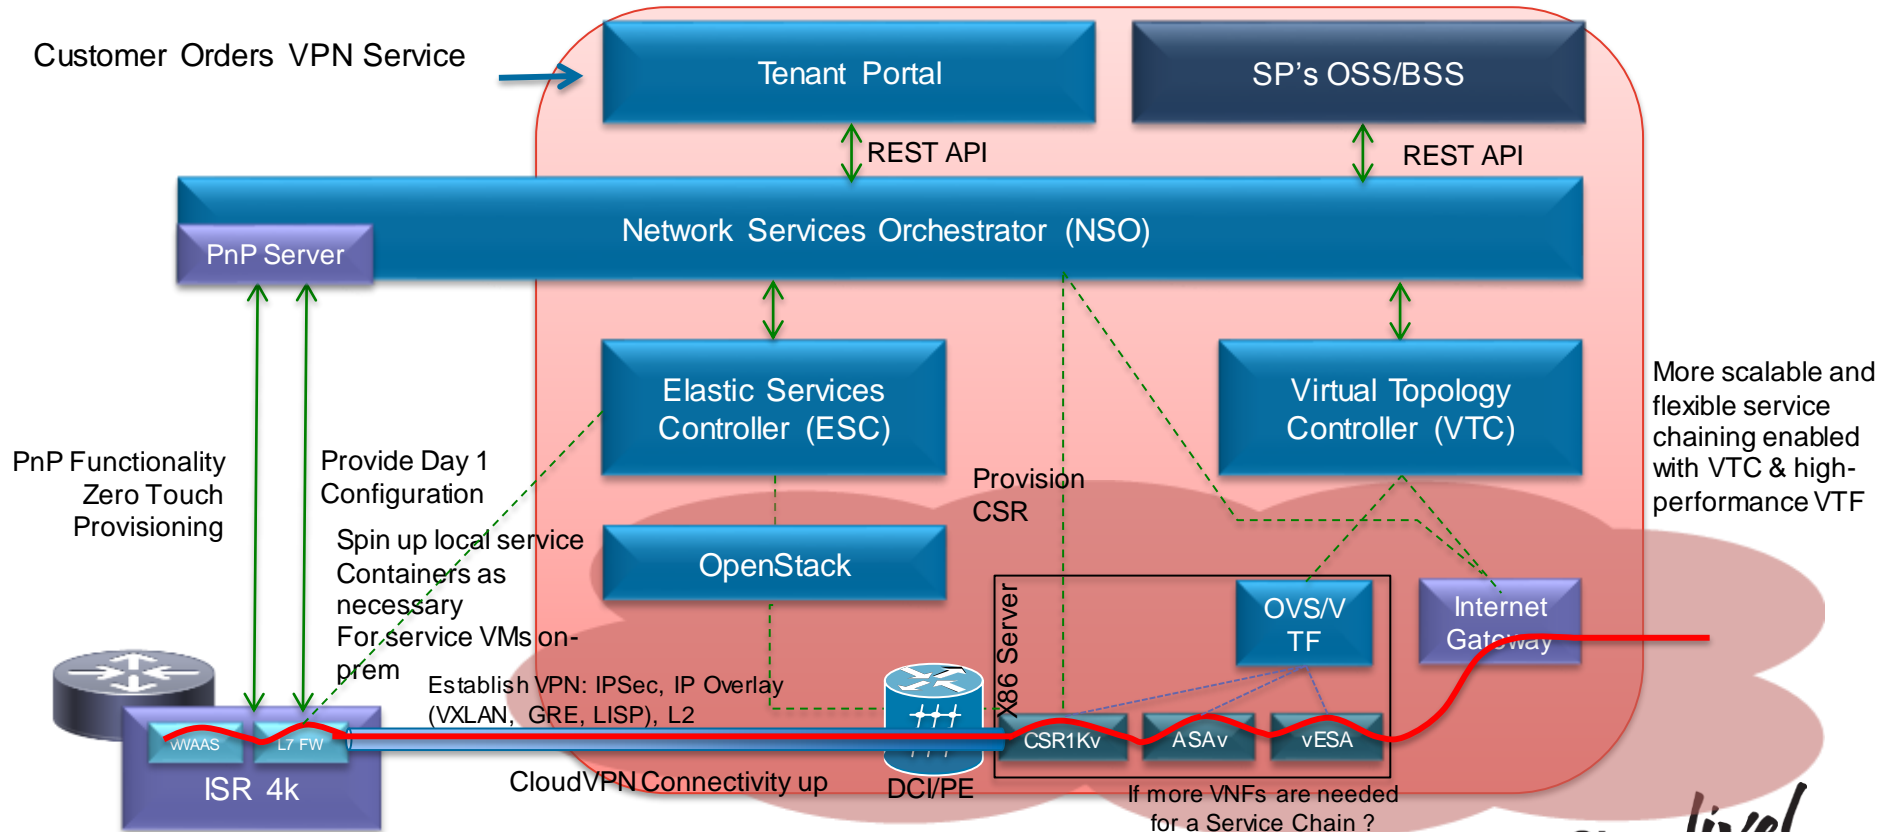 Customer Orders VPN Service
Tenant Portal
SP's OSS/BSS
REST API
REST API
Network Services Orchestrator (NSO)
PnP Server
Elastic Services
Controller (ESC)
Virtual Topology
Controller (VTC)
More scalable and
flexible service
chaining enabled
with VTC & high-
performance VTF
PnP Functionality
Zero Touch
Provisioning
Provide Day 1
Configuration
Provision
CSR
Spin up local service
Containers as
necessary
For service VMs on-
prem
OpenStack
X86 Server
OVS/V
TF
Internet
Gateway
Establish VPN: IPSec, IP Overlay
(VXLAN, GRE, LISP), L2
vWAAS
L7 FW
CSR1Kv
ASAv
vESA
ISR 4k
CloudVPN Connectivity up
DCI/PE
If more VNFs are needed
for a Service Chain ?
live!